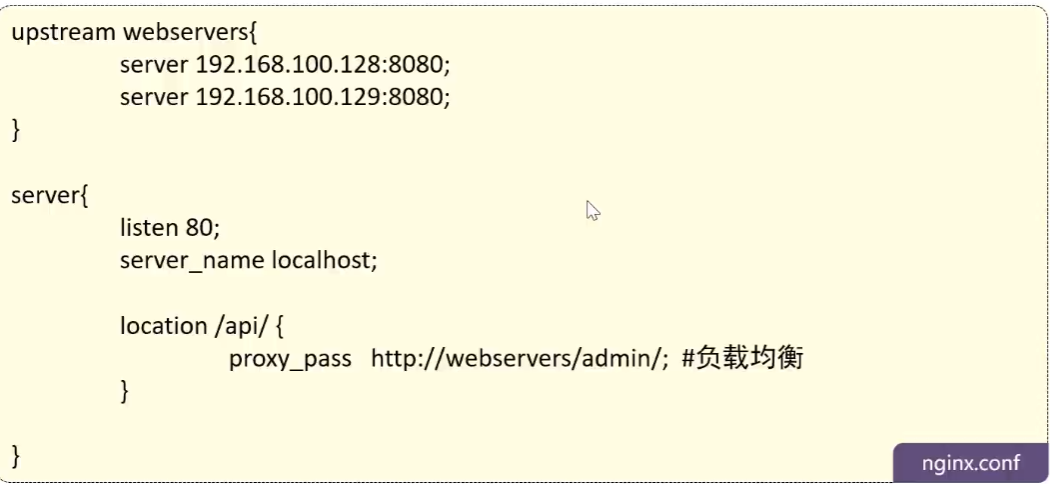 upstream webservers{
server 192.168.100.128:8080;
server 192.168.100.129:8080;
}
server{
listen 80;
server_name localhost;
location /api/ {
proxy_pass http://webservers/admin/; #负载均衡
}
}
nginx.conf